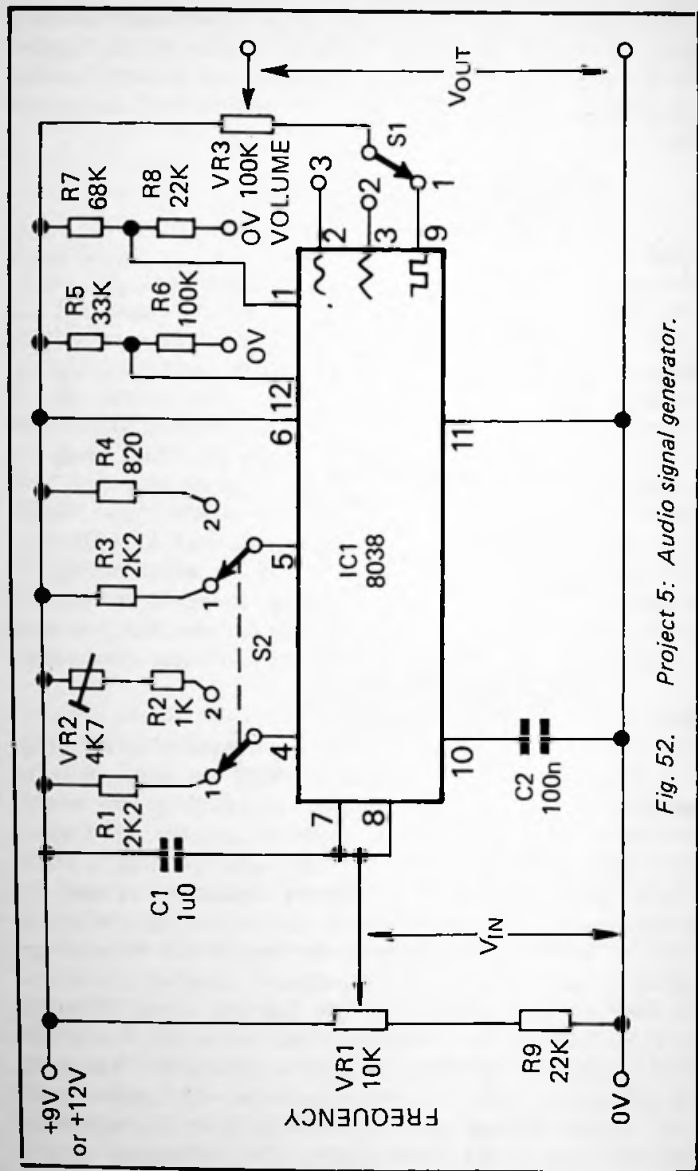 +9V
or +12V
R1
2K2
VR2
4K7
R2
1K
R3
2K2
R4
820
R5
33K
R6
100K
0V
R7
68K
R8
22K
0V
VR3
100K
VOLUME
C1
1u0
1
2
S2
1
2
S1
3
2
1
4
5
6
12
1
7
8
IC1
8038
2
3
9
10
11
VIN
VOUT
VR1
10K
FREQUENCY
R9
22K
C2
100n
0V
Fig. 52. Project 5: Audio signal generator.